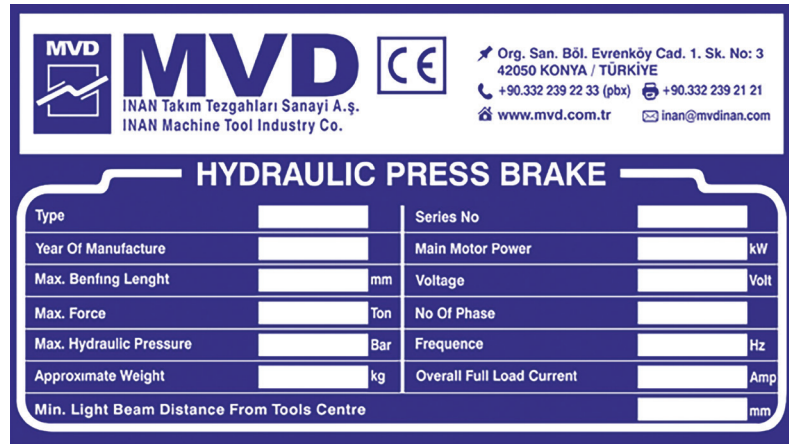 MVD
MVD
CE
INAN Takım Tezgahları Sanayi A.ş.
INAN Machine Tool Industry Co.
Org. San. Böl. Evrenköy Cad. 1. Sk. No: 3
42050 KONYA / TÜRKİYE
+90.332 239 22 33 (pbx) +90.332 239 21 21
www.mvd.com.tr inan@mvdinan.com
HYDRAULIC PRESS BRAKE
Type Series No
Year Of Manufacture Main Motor Power kW
Max. Benfıng Lenght mm Voltage Volt
Max. Force Ton No Of Phase
Max. Hydraulic Pressure Bar Frequence Hz
Approxımate Weight kg Overall Full Load Current Amp
Min. Light Beam Distance From Tools Centre mm